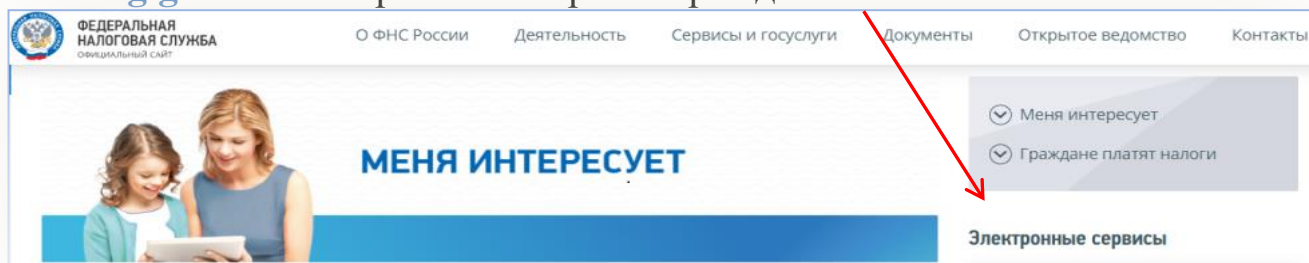 ФЕДЕРАЛЬНАЯ
НАЛОГОВАЯ СЛУЖБА
ОФИЦИАЛЬНЫЙ САЙТ
О ФНС России Деятельность Сервисы и госуслуги Документы Открытое ведомство Контакты
Меня интересует
Граждане платят налоги
МЕНЯ ИНТЕРЕСУЕТ
Электронные сервисы